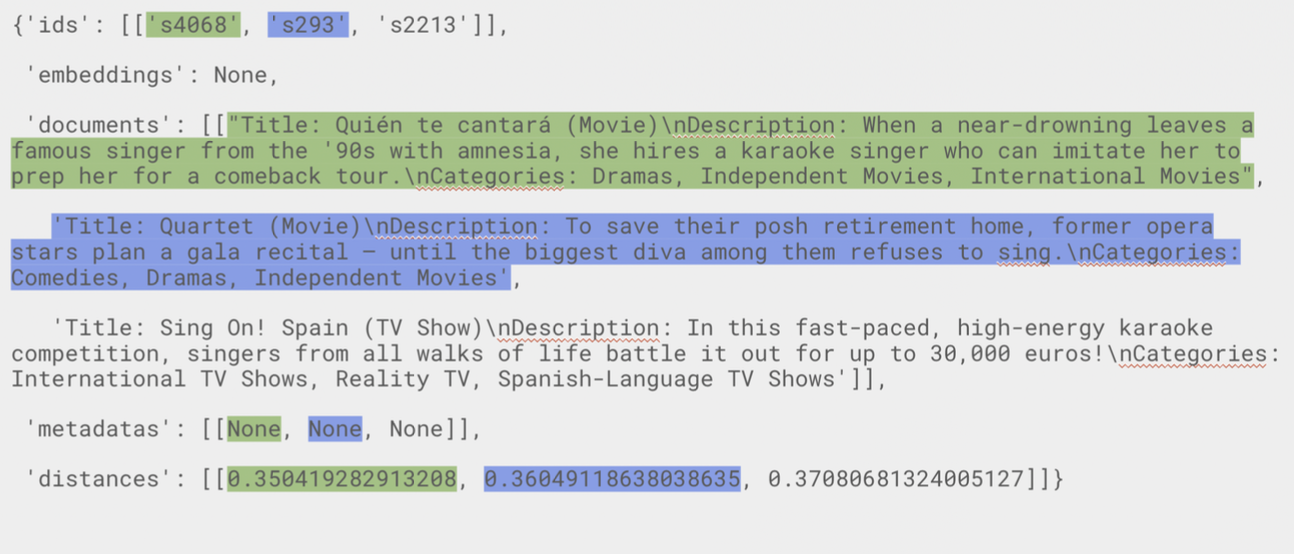 {'ids': [['s4068', 's293', 's2213']],
'embeddings': None,
'documents': [["Title: Quién te cantará (Movie)\nDescription: When a near-drowning leaves a
famous singer from the '90s with amnesia, she hires a karaoke singer who can imitate her to
prep her for a comeback tour.\nCategories: Dramas, Independent Movies, International Movies",
'Title: Quartet (Movie)\nDescription: To save their posh retirement home, former opera
stars plan a gala recital – until the biggest diva among them refuses to sing.\nCategories:
Comedies, Dramas, Independent Movies',
'Title: Sing On! Spain (TV Show)\nDescription: In this fast-paced, high-energy karaoke
competition, singers from all walks of life battle it out for up to 30,000 euros!\nCategories:
International TV Shows, Reality TV, Spanish-Language TV Shows']],
'metadatas': [[None, None, None]],
'distances': [[0.350419282913208, 0.36049118638038635, 0.37080681324005127]]}